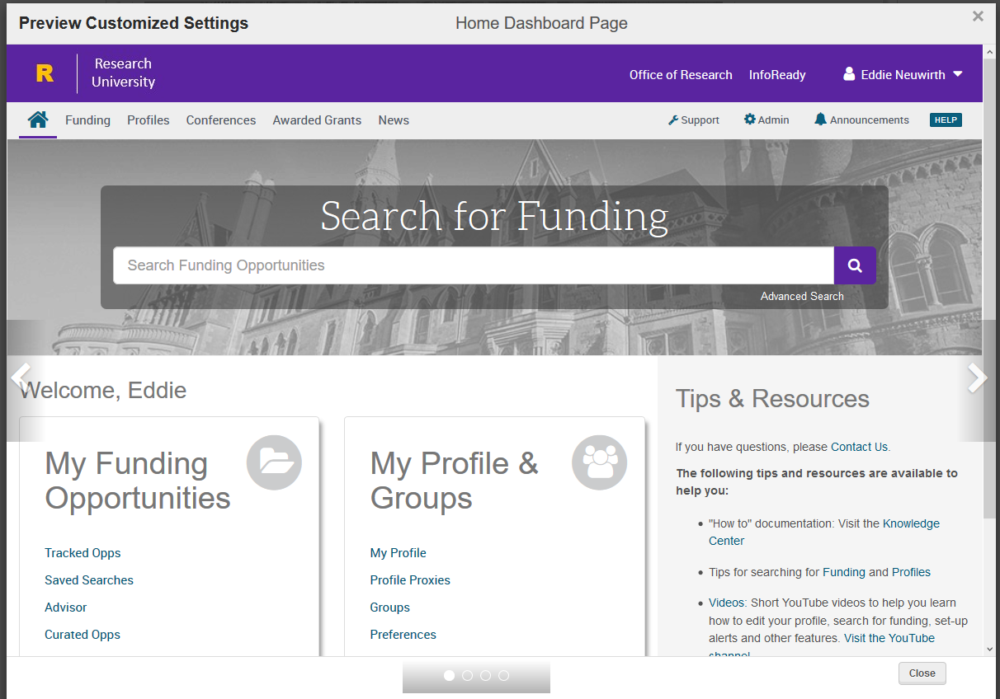 Preview Customized Settings
Home Dashboard Page
×
R
Research
University
Office of Research
InfoReady
Eddie Neuwirth
Funding
Profiles
Conferences
Awarded Grants
News
Support
Admin
Announcements
HELP
Search for Funding
Search Funding Opportunities
Advanced Search
Welcome, Eddie
My Funding
Opportunities
Tracked Opps
Saved Searches
Advisor
Curated Opps
My Profile &
Groups
My Profile
Profile Proxies
Groups
Preferences
Tips & Resources
If you have questions, please Contact Us.
The following tips and resources are available to
help you:
"How to" documentation: Visit the Knowledge
Center
Tips for searching for Funding and Profiles
Videos: Short YouTube videos to help you learn
how to edit your profile, search for funding, set-up
alerts and other features. Visit the YouTube
channel
Close